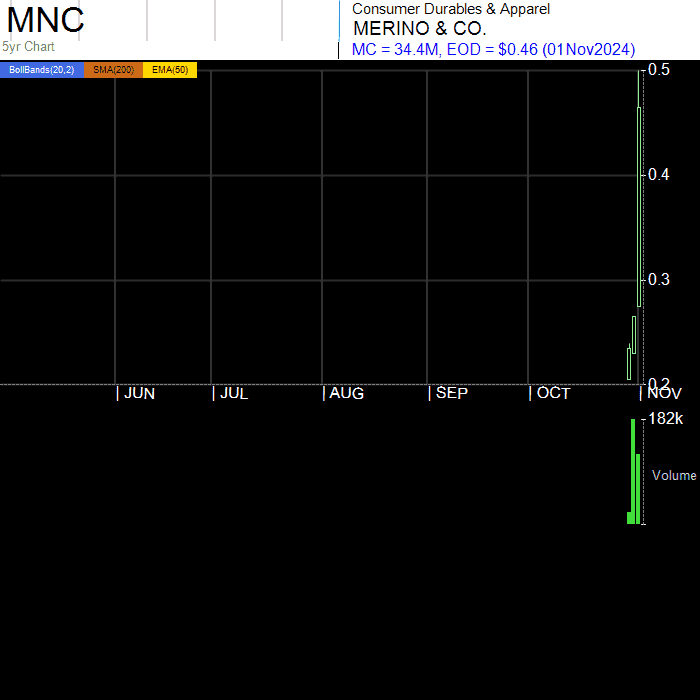 MNC
5yr Chart
Consumer Durables & Apparel
MERINO & CO.
MC = 34.4M, EOD = $0.46 (01Nov2024)
BollBands(20,2) SMA(200) EMA(50)
0.5
0.4
0.3
0.2
| JUN | JUL | AUG | SEP | OCT | NOV
182k
Volume